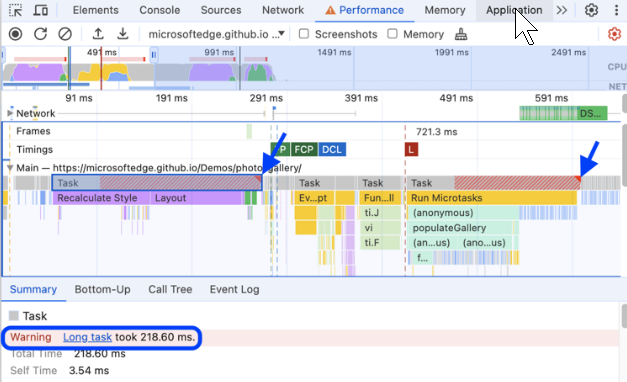 Elements Console Sources Network Performance Memory Application
microsoftedge.github.io ... Screenshots Memory
491 ms 991 ms 1491 ms 1991 ms 2491 ms
CPU
NET
91 ms 191 ms 291 ms 391 ms 491 ms 591 ms
Network DS...
Frames 721.3 ms
Timings P FCP DCL L
Main — https://microsoftedge.github.io/Demos/photo-gallery/
Task Task Task Task
Recalculate Style Layout Ev...pt Fun...ll Run Microtasks
ti.J (anonymous)
vi populateGallery
ti.F (an...us) (ano...us)
f...
Summary Bottom-Up Call Tree Event Log
Task
Warning Long task took 218.60 ms.
Total Time 218.60 ms
Self Time 3.54 ms